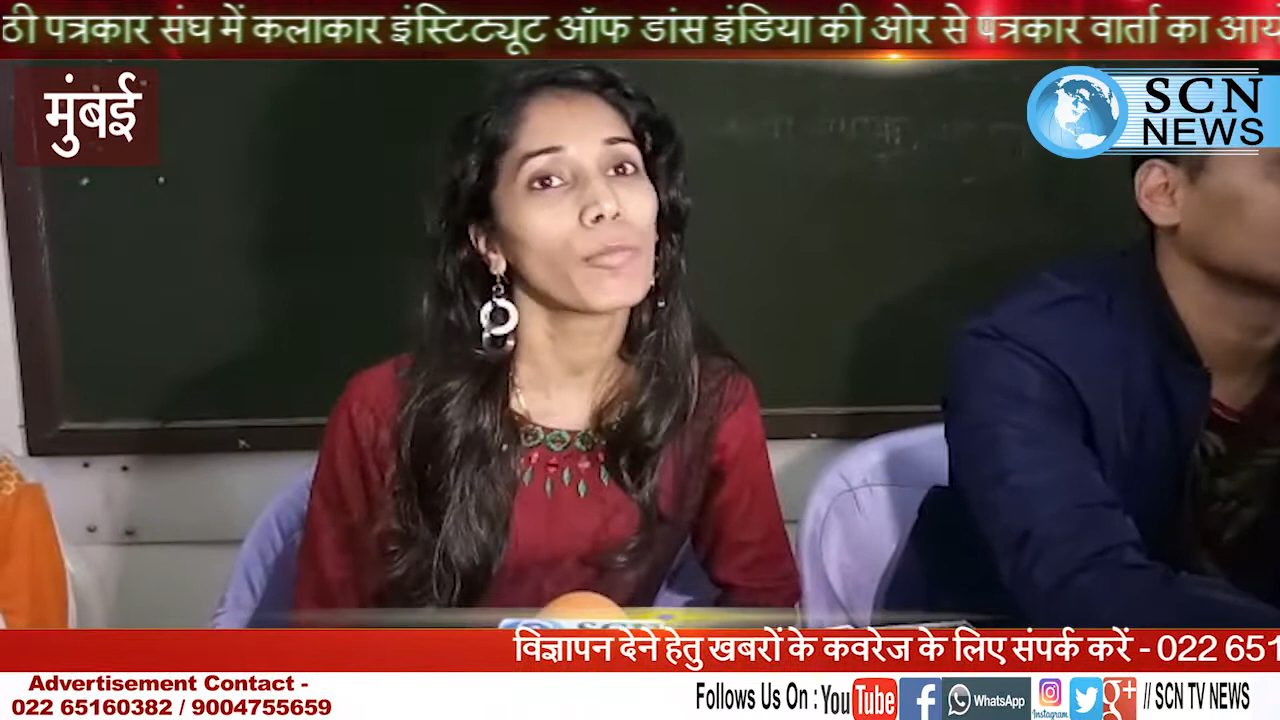 ठी पत्रकार संघ में कलाकार इंस्टिट्यूट ऑफ डांस इंडिया की ओर से पत्रकार वार्ता का आय
मुंबई
SCN
NEWS
विज्ञापन देने हेतु खबरों के कवरेज के लिए संपर्क करें - 022 651
Advertisement Contact -
022 65160382 / 9004755659
Follows Us On : You Tube f WhatsApp Instagram g+ // SCN TV NEWS